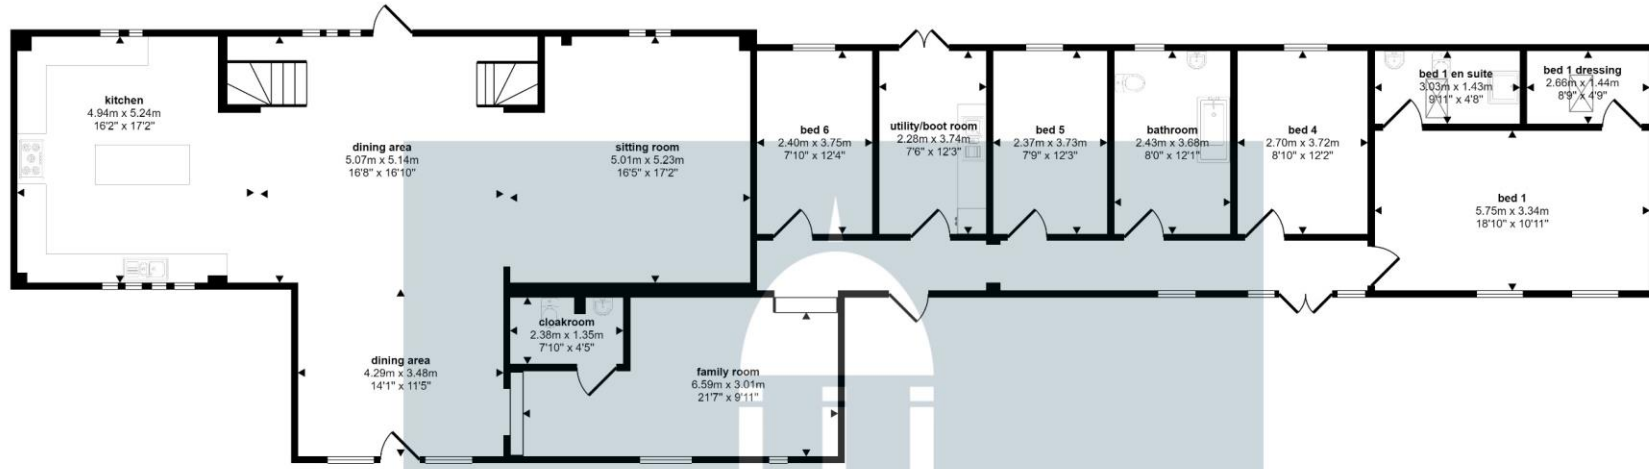 kitchen
4.94m x 5.24m
16'2" x 17'2"
dining area
5.07m x 5.14m
16'8" x 16'10"
sitting room
5.01m x 5.23m
16'5" x 17'2"
bed 6
2.40m x 3.75m
7'10" x 12'4"
utility/boot room
2.28m x 3.74m
7'6" x 12'3"
bed 5
2.37m x 3.73m
7'9" x 12'3"
bathroom
2.43m x 3.68m
8'0" x 12'1"
bed 4
2.70m x 3.72m
8'10" x 12'2"
bed 1 en suite
3.03m x 1.43m
9'11" x 4'8"
bed 1 dressing
2.66m x 1.44m
8'9" x 4'9"
bed 1
5.75m x 3.34m
18'10" x 10'11"
cloakroom
2.38m x 1.35m
7'10" x 4'5"
dining area
4.29m x 3.48m
14'1" x 11'5"
family room
6.59m x 3.01m
21'7" x 9'11"